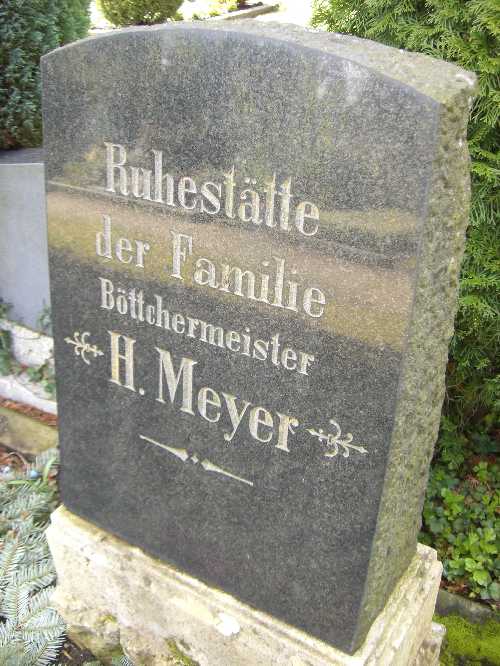 Ruhestätte
der Familie
Böttchermeister
H. Meyer